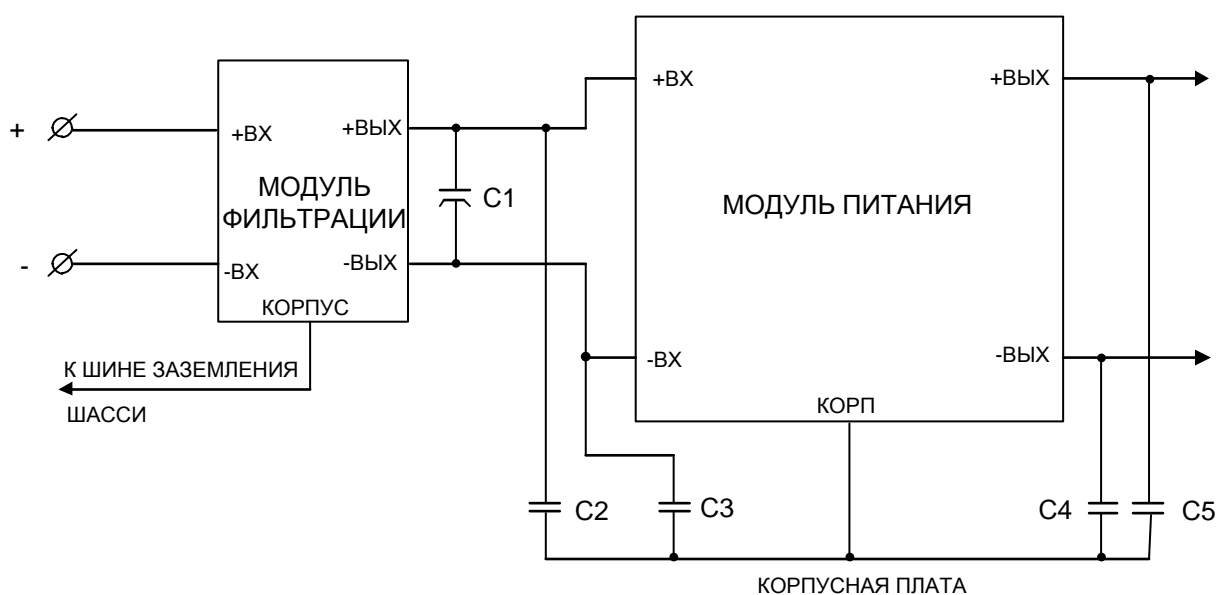 +ВХ
+ВЫХ
+
+ВХ
+ВЫХ
МОДУЛЬ
ФИЛЬТРАЦИИ
C1
МОДУЛЬ ПИТАНИЯ
-
-ВХ
-ВЫХ
КОРПУС
К ШИНЕ ЗАЗЕМЛЕНИЯ
ШАССИ
-ВХ
-ВЫХ
КОРП
C2
C3
C4
C5
КОРПУСНАЯ ПЛАТА